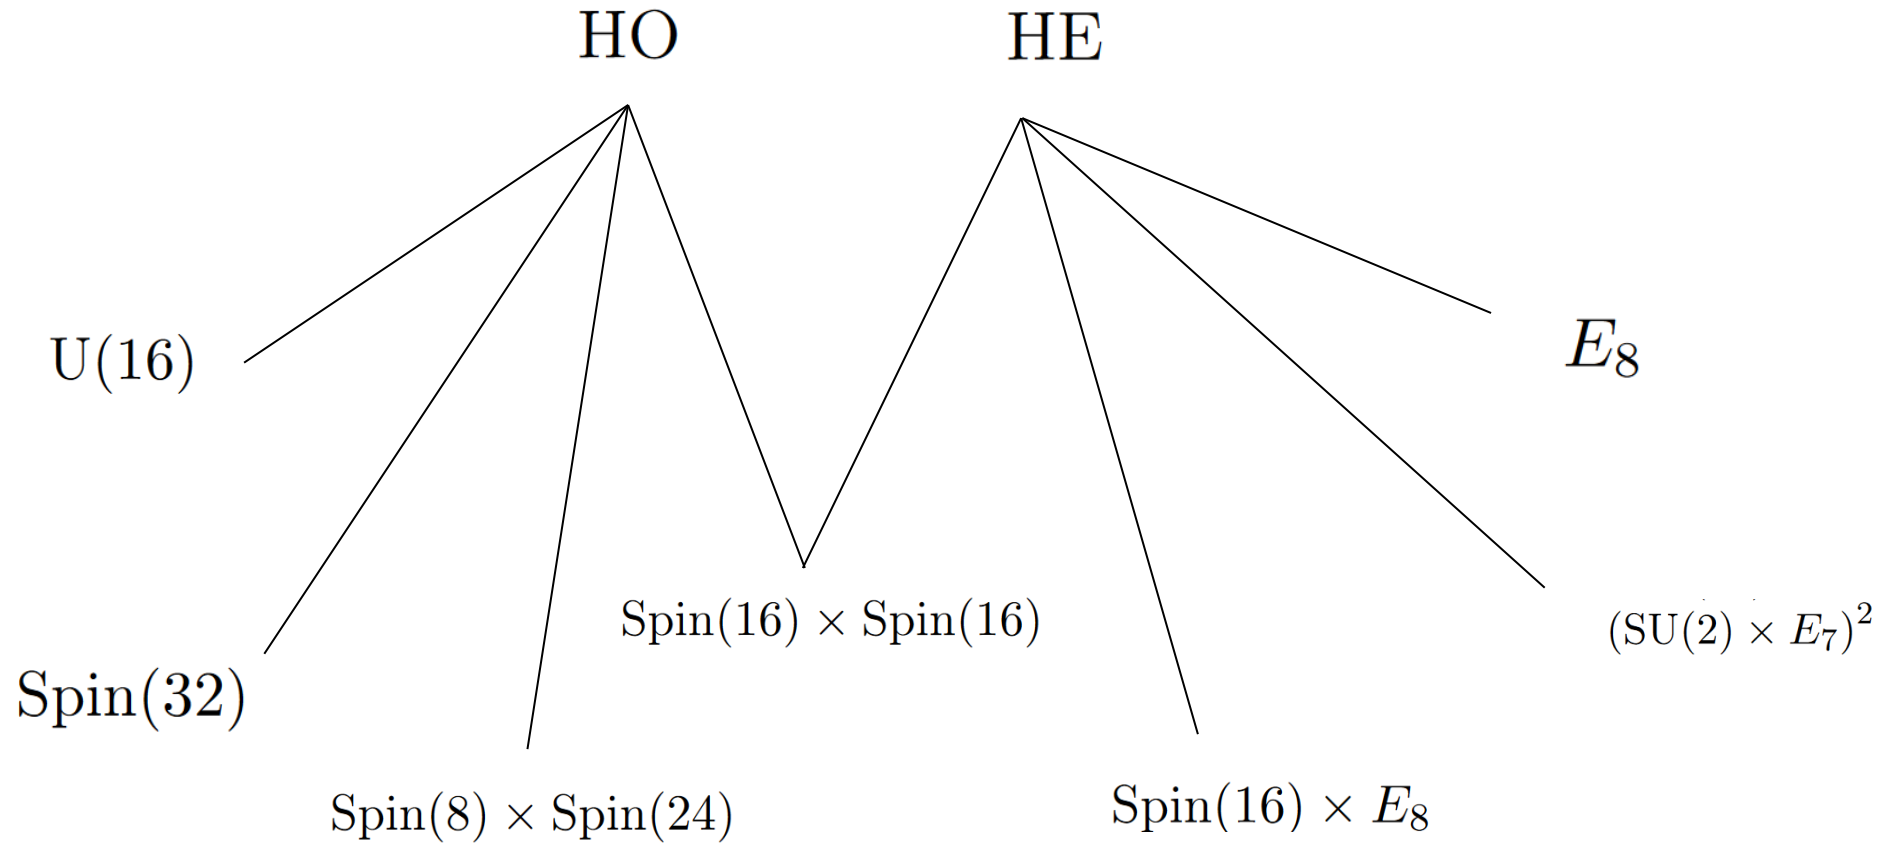 HO HE
U(16) E₈
Spin(16) × Spin(16)
(SU(2) × E₇)²
Spin(32)
Spin(8) × Spin(24)
Spin(16) × E₈